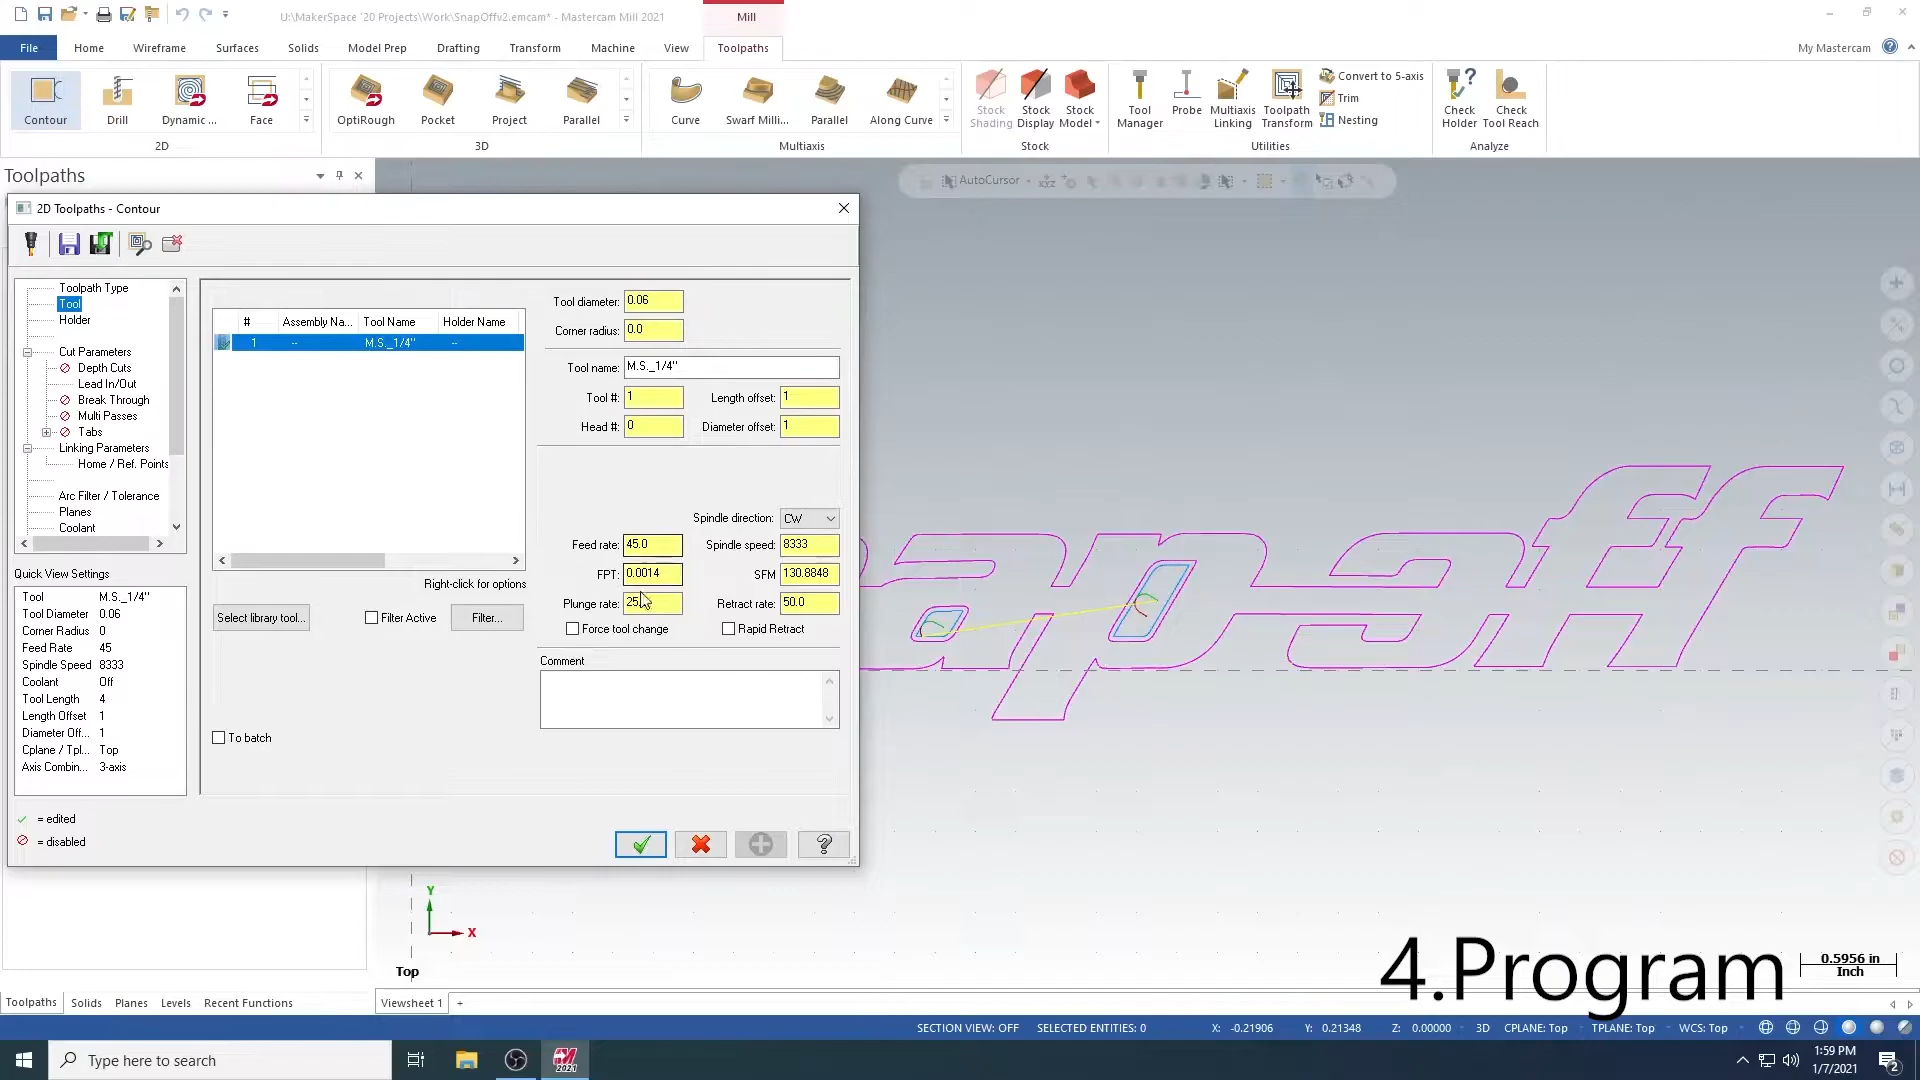 U:\MakerSpace '20 Projects\Work\SnapOffv2.emcam* - Mastercam Mill 2021
Mill
File
Home
Wireframe
Surfaces
Solids
Model Prep
Drafting
Transform
Machine
View
Toolpaths
My Mastercam
Contour
Drill
Dynamic ...
Face
OptiRough
Pocket
Project
Parallel
Curve
Swarf Milli...
Parallel
Along Curve
Stock Shading
Stock Display
Stock Model
Tool Manager
Probe
Multiaxis Linking
Toolpath Transform
Convert to 5-axis
Trim
Nesting
Check Holder
Check Tool Reach
2D
3D
Multiaxis
Stock
Utilities
Analyze
Toolpaths
AutoCursor
2D Toolpaths - Contour
Toolpath Type
Tool
Holder
Cut Parameters
Depth Cuts
Lead In/Out
Break Through
Multi Passes
Tabs
Linking Parameters
Home / Ref. Points
Arc Filter / Tolerance
Planes
Coolant
# Assembly Na... Tool Name Holder Name
1 -- M.S._1/4" --
Right-click for options
Select library tool...
Filter Active
Filter...
To batch
Tool diameter: 0.06
Corner radius: 0.0
Tool name: M.S._1/4"
Tool #: 1 Length offset: 1
Head #: 0 Diameter offset: 1
Spindle direction: CW
Feed rate: 45.0 Spindle speed: 8333
FPT: 0.0014 SFM 130.8848
Plunge rate: 25. Retract rate: 50.0
Force tool change
Rapid Retract
Comment
Quick View Settings
Tool M.S._1/4"
Tool Diameter 0.06
Corner Radius 0
Feed Rate 45
Spindle Speed 8333
Coolant Off
Tool Length 4
Length Offset 1
Diameter Off... 1
Cplane / Tpl... Top
Axis Combin... 3-axis
= edited
= disabled
Y
X
Top
4.Program
0.5956 in
Inch
Toolpaths
Solids
Planes
Levels
Recent Functions
Viewsheet 1
+
SECTION VIEW: OFF
SELECTED ENTITIES: 0
X: -0.21906
Y: 0.21348
Z: 0.00000
3D
CPLANE: Top
TPLANE: Top
WCS: Top
Type here to search
2021
1:59 PM
1/7/2021
2